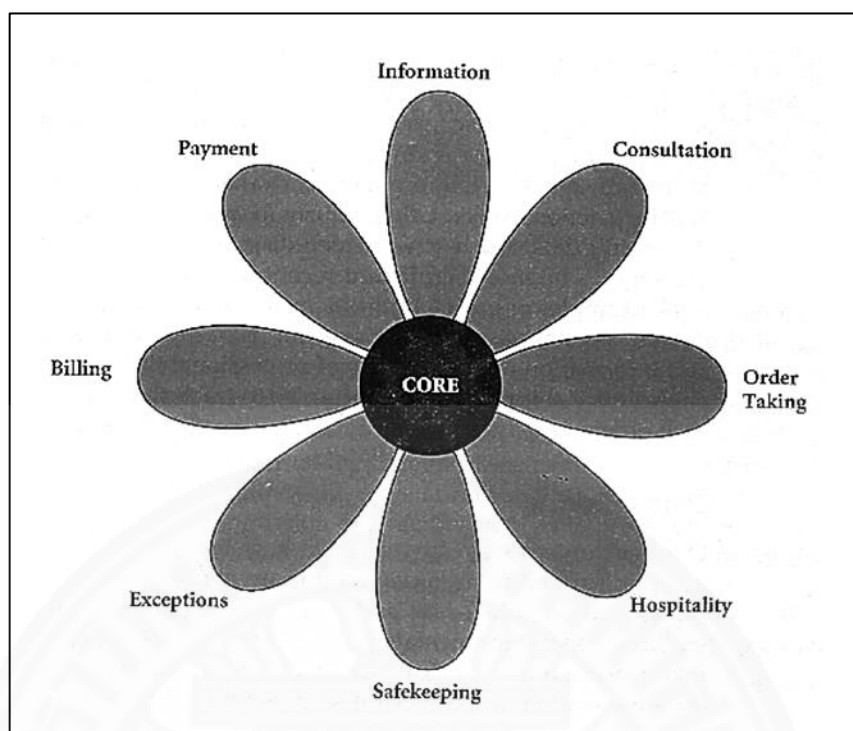 Information
Payment
Consultation
Billing
CORE
Order
Taking
Exceptions
Hospitality
Safekeeping